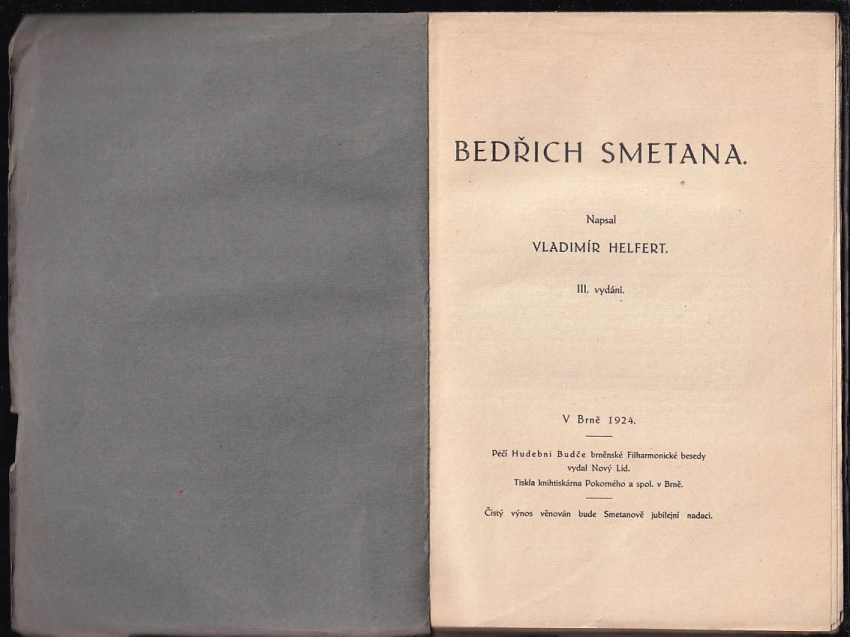 BEDŘICH SMETANA.
Napsal
VLADIMÍR HELFERT.
III. vydání.
V Brně 1924.
Péčí Hudební Budče brněnské Filharmonické besedy
vydal Nový Lid.
Tiskla knihtiskárna Pokorného a spol. v Brně.
Čistý výnos věnován bude Smetanově jubilejní nadaci.